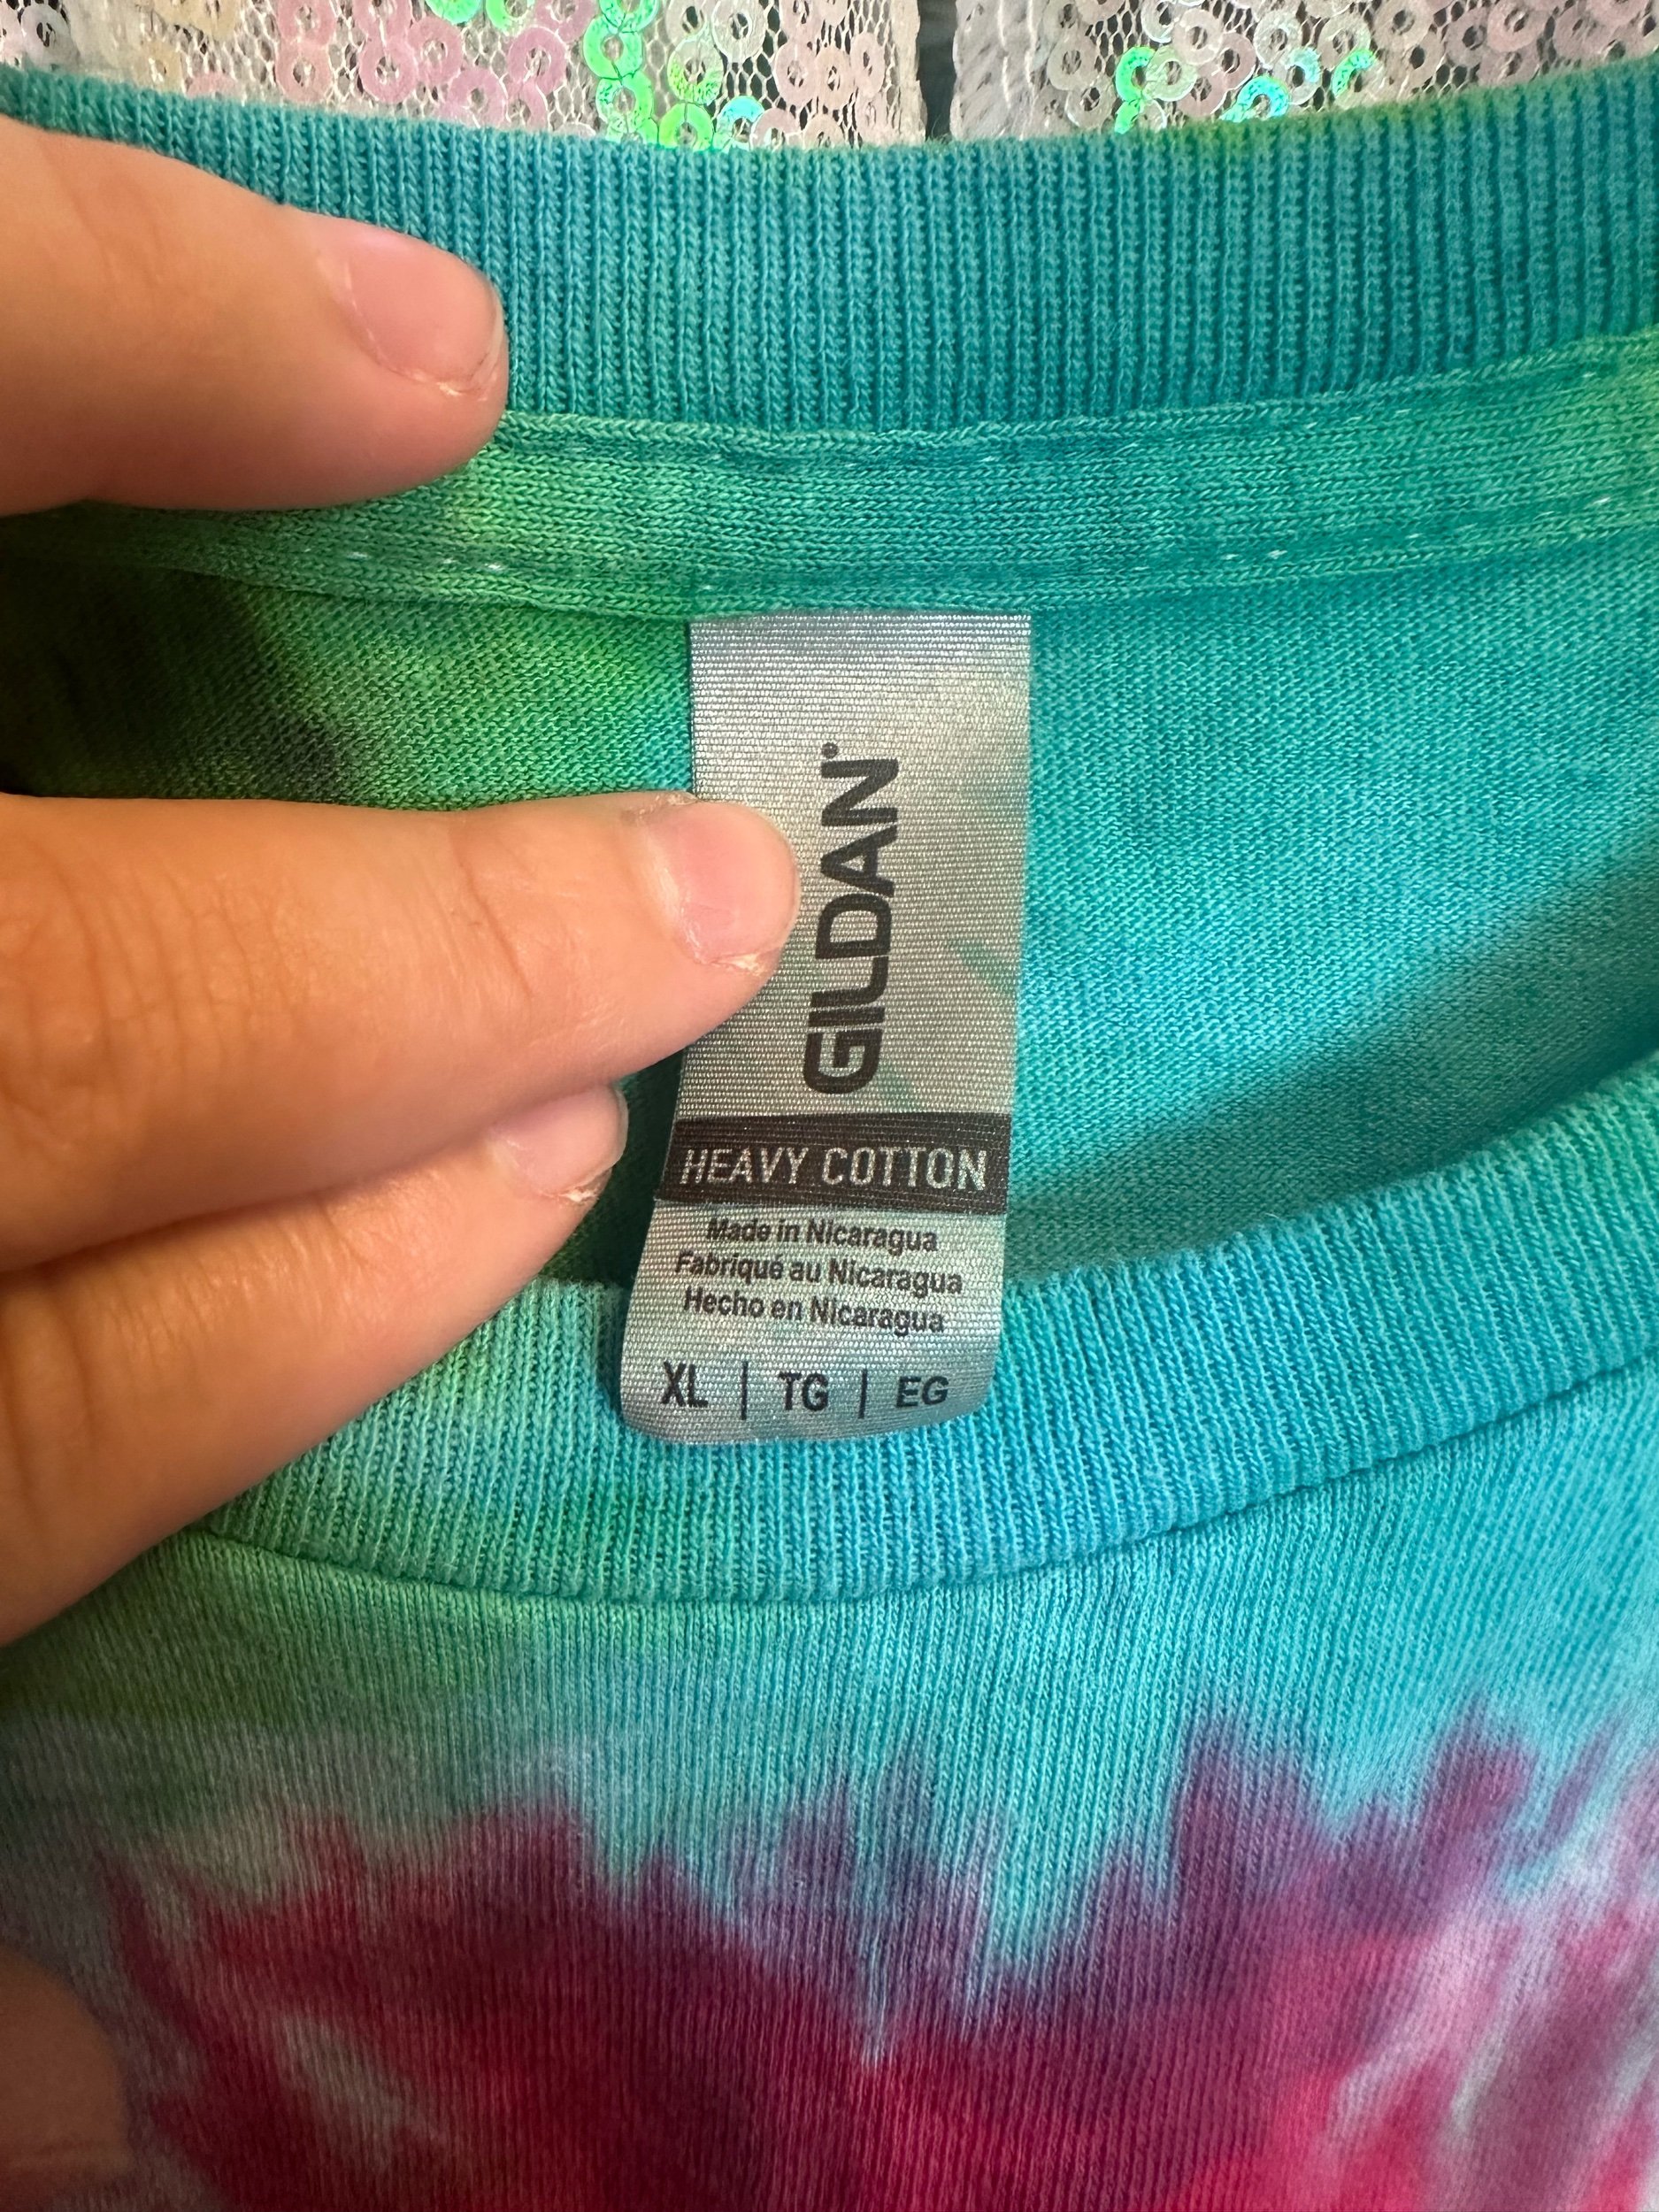 GILDAN®
HEAVY COTTON
Made in Nicaragua
Fabriqué au Nicaragua
Hecho en Nicaragua
XL | TG | EG